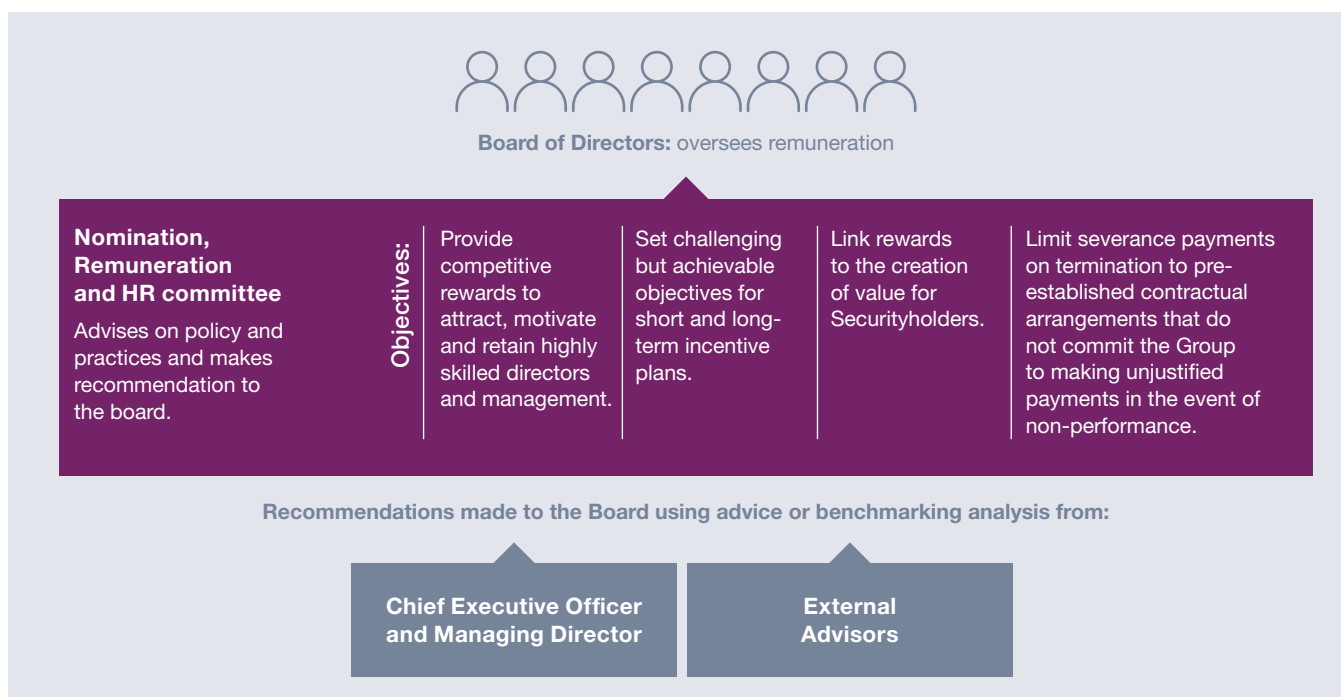 Board of Directors: oversees remuneration
Nomination,
Remuneration
and HR committee
Advises on policy and
practices and makes
recommendation to
the board.
Objectives:
Provide
competitive
rewards to
attract, motivate
and retain highly
skilled directors
and management.
Set challenging
but achievable
objectives for
short and long-
term incentive
plans.
Link rewards
to the creation
of value for
Securityholders.
Limit severance payments
on termination to pre-
established contractual
arrangements that do
not commit the Group
to making unjustified
payments in the event of
non-performance.
Recommendations made to the Board using advice or benchmarking analysis from:
Chief Executive Officer
and Managing Director
External
Advisors